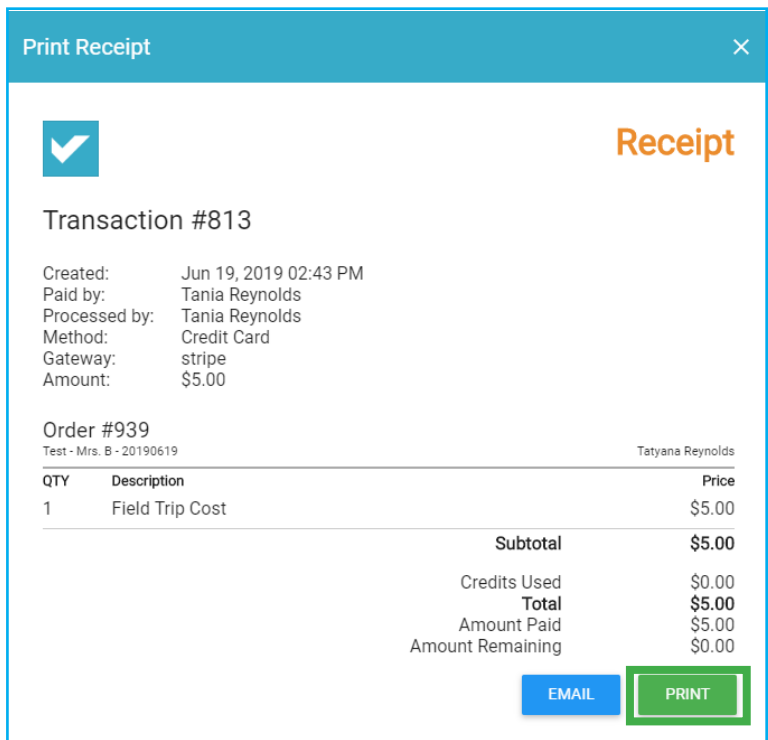 Print Receipt
Receipt
Transaction #813
Created: Jun 19, 2019 02:43 PM
Paid by: Tania Reynolds
Processed by: Tania Reynolds
Method: Credit Card
Gateway: stripe
Amount: $5.00
Order #939
Test - Mrs. B - 20190619 Tatyana Reynolds
QTY Description Price
1 Field Trip Cost $5.00
Subtotal $5.00
Credits Used $0.00
Total $5.00
Amount Paid $5.00
Amount Remaining $0.00
EMAIL PRINT